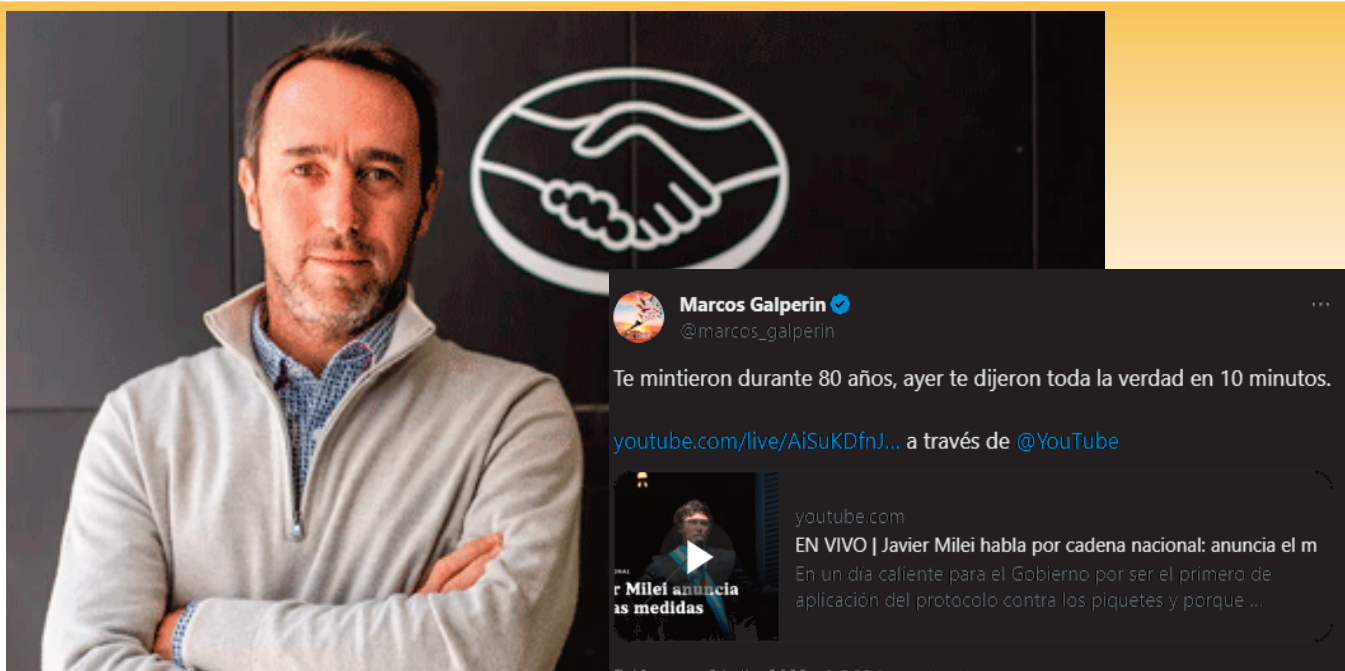 Marcos Galperin
@marcos_galperin
Te mintieron durante 80 años, ayer te dijeron toda la verdad en 10 minutos.
youtube.com/live/AiSuKDfnJ... a través de @YouTube
youtube.com
EN VIVO | Javier Milei habla por cadena nacional: anuncia el m
En un día caliente para el Gobierno por ser el primero de
aplicación del protocolo contra los piquetes y porque ...
r Milei anuncia
as medidas